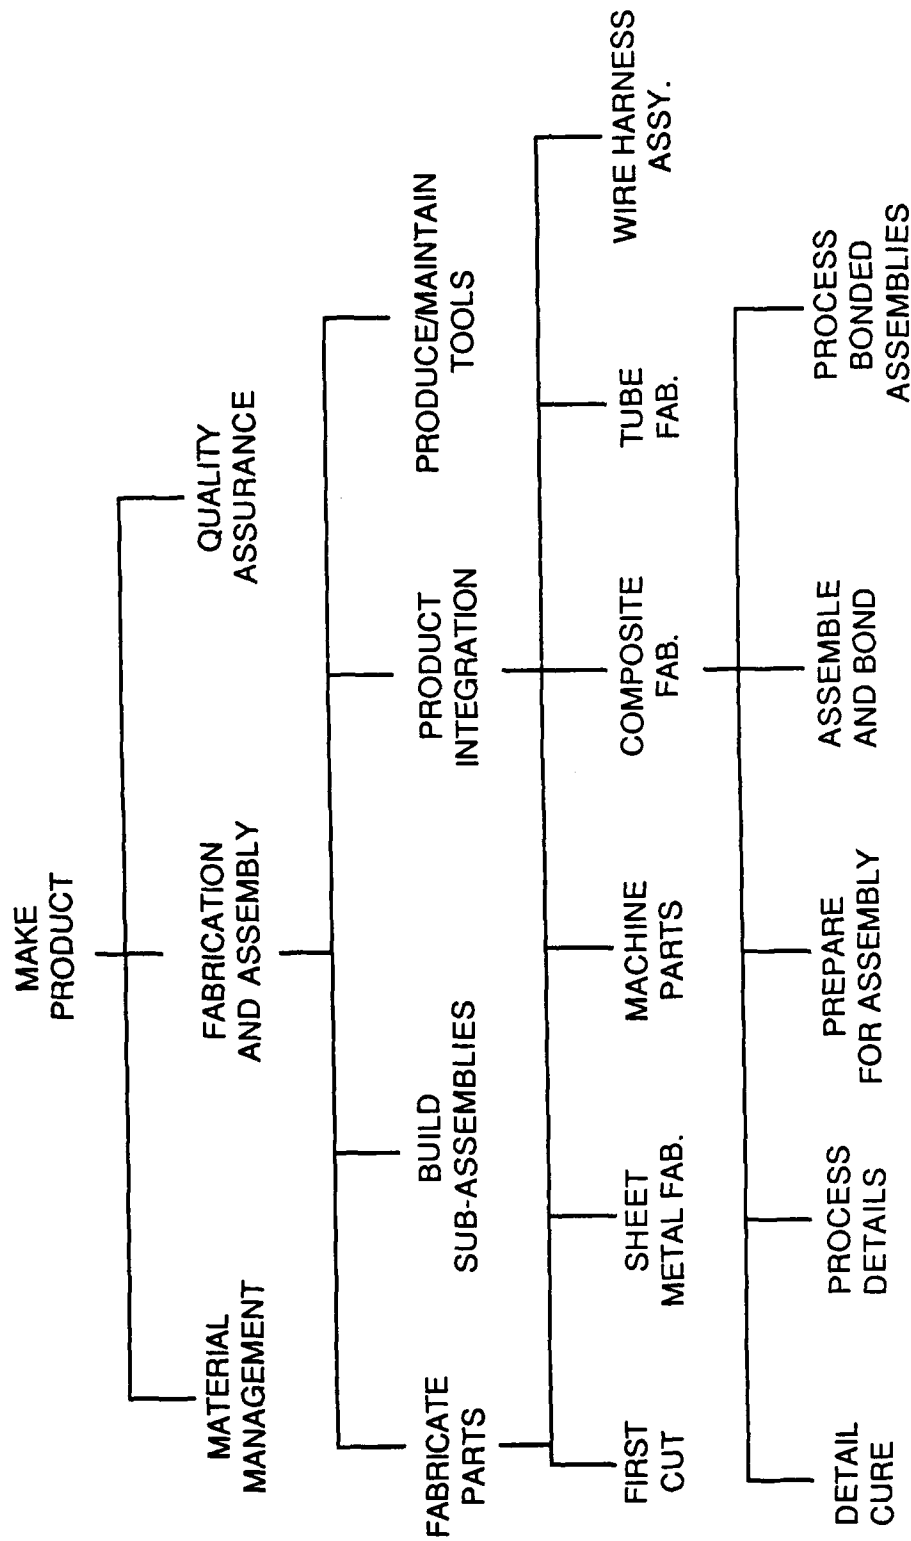 MAKE
PRODUCT
MATERIAL
MANAGEMENT
FABRICATION
AND ASSEMBLY
QUALITY
ASSURANCE
FABRICATE
PARTS
BUILD
SUB-ASSEMBLIES
PRODUCT
INTEGRATION
PRODUCE/MAINTAIN
TOOLS
FIRST
CUT
SHEET
METAL FAB.
MACHINE
PARTS
COMPOSITE
FAB.
TUBE
FAB.
WIRE HARNESS
ASSY.
DETAIL
CURE
PROCESS
DETAILS
PREPARE
FOR ASSEMBLY
ASSEMBLE
AND BOND
PROCESS
BONDED
ASSEMBLIES